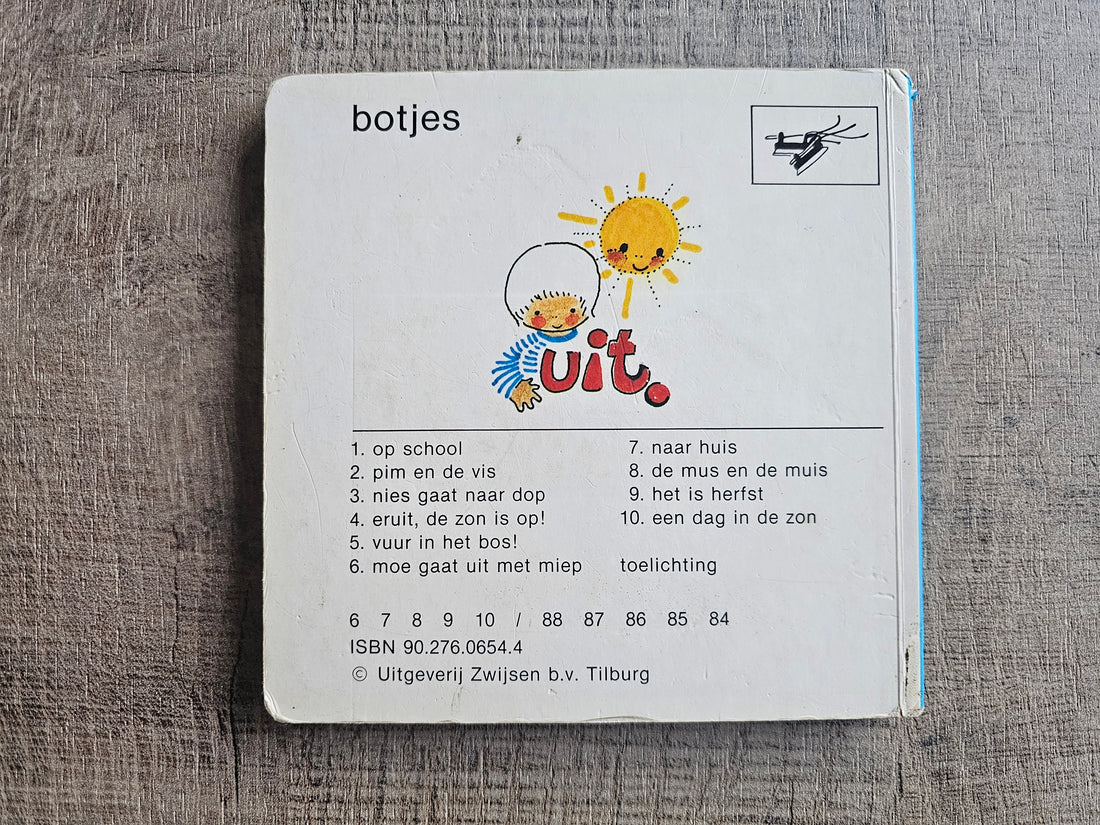 botjes
uit.
1. op school
2. pim en de vis
3. nies gaat naar dop
4. eruit, de zon is op!
5. vuur in het bos!
6. moe gaat uit met miep
7. naar huis
8. de mus en de muis
9. het is herfst
10. een dag in de zon
toelichting
6 7 8 9 10 / 88 87 86 85 84
ISBN 90.276.0654.4
© Uitgeverij Zwijsen b.v. Tilburg